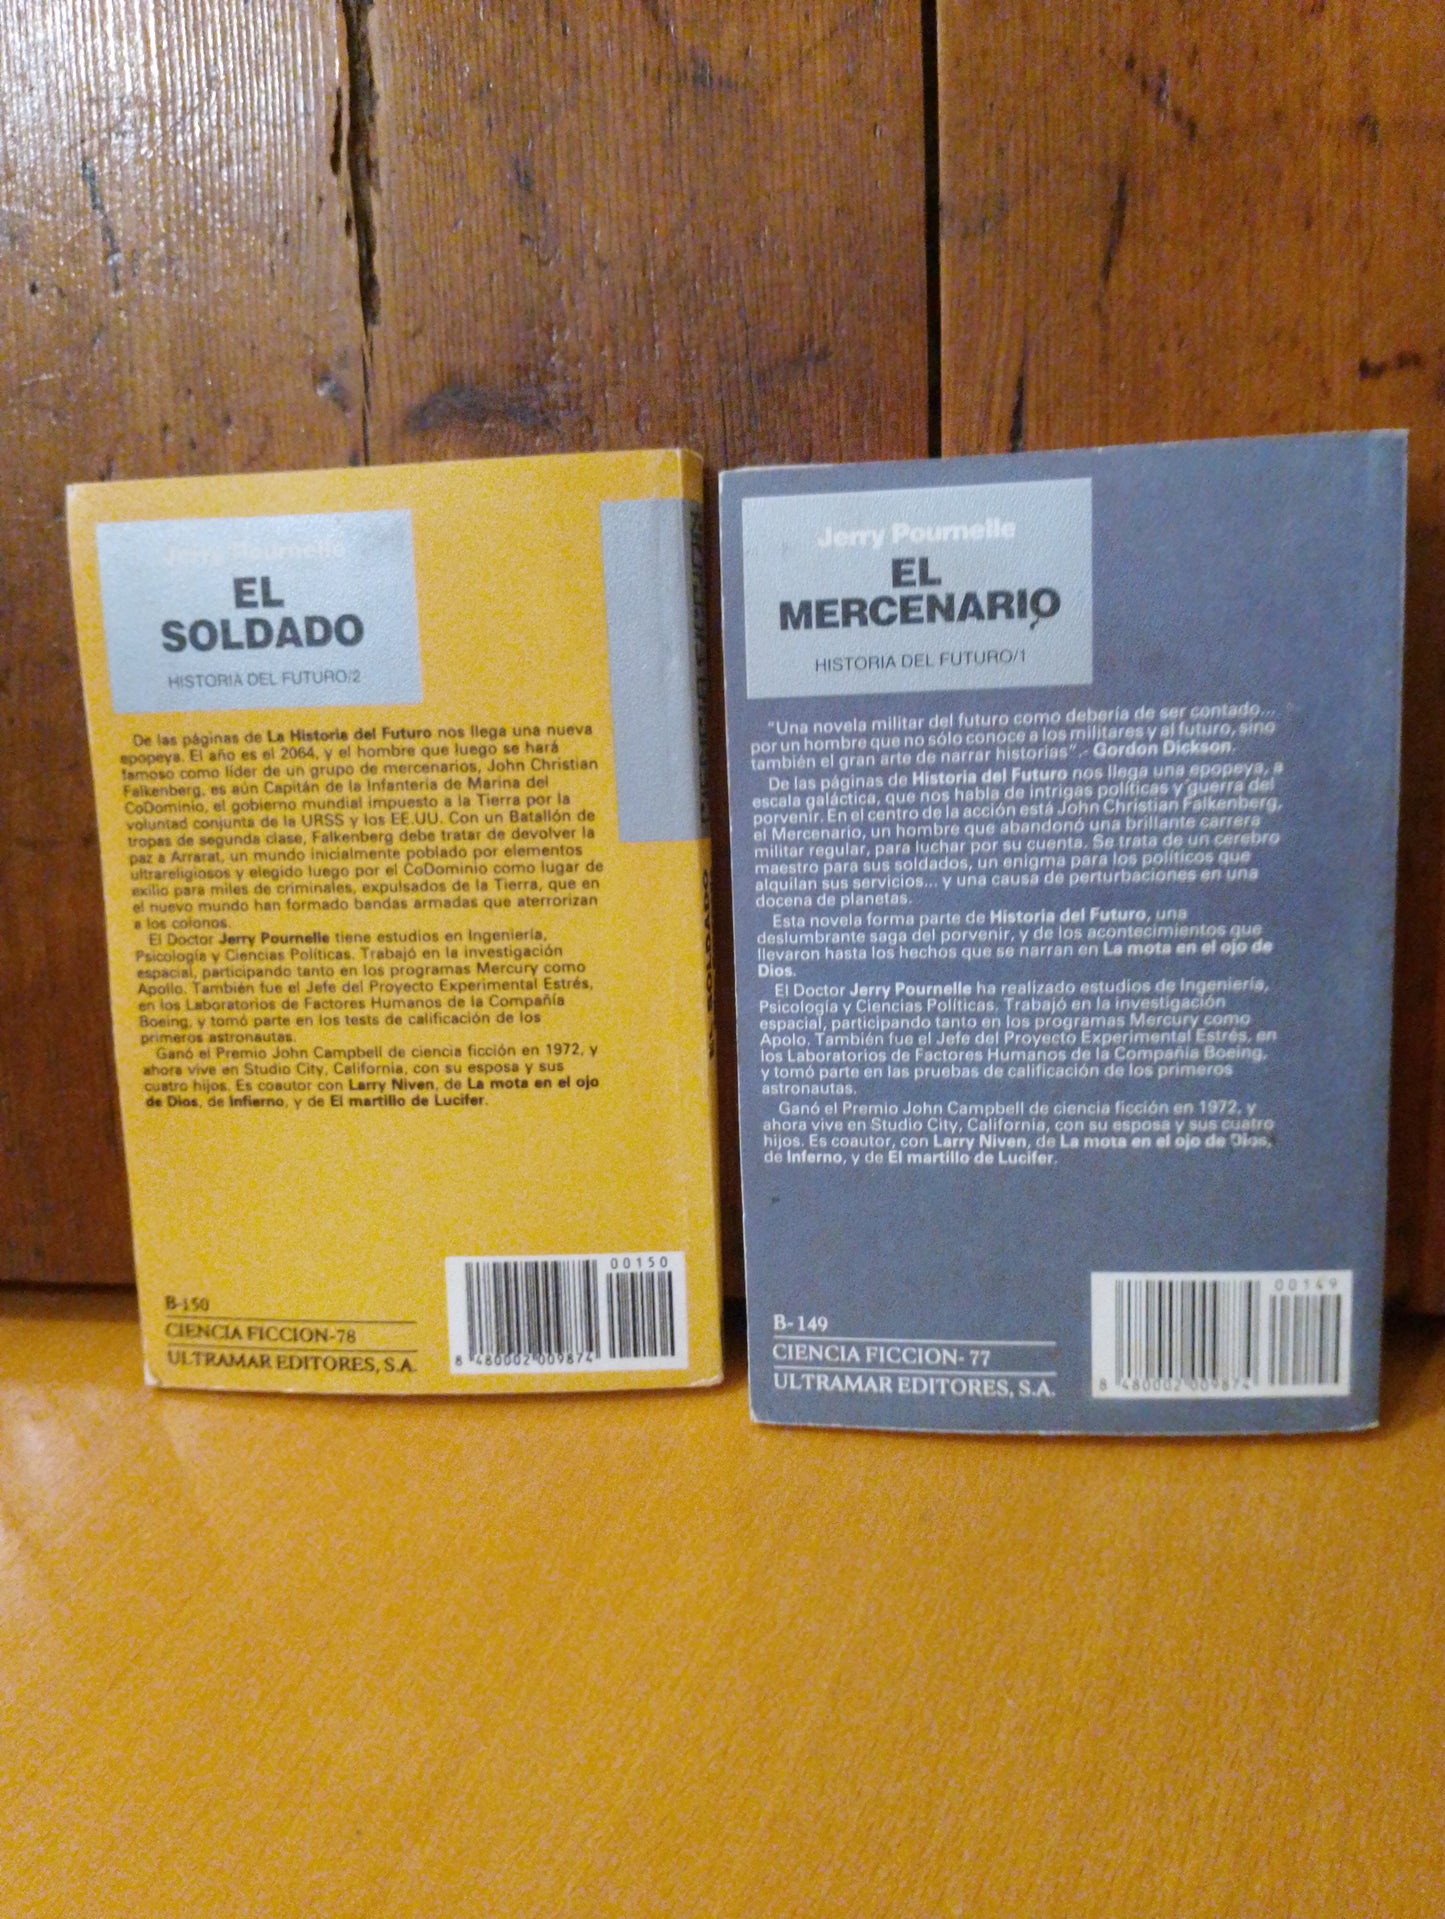 Jerry Pournelle
EL
SOLDADO
HISTORIA DEL FUTURO/2
De las páginas de La Historia del Futuro nos llega una nueva
epopeya. El año es el 2064, y el hombre que luego se hará
famoso como líder de un grupo de mercenarios, John Christian
Falkenberg, es aún Capitán de la Infantería de Marina del
CoDominio, el gobierno mundial impuesto a la Tierra por la
voluntad conjunta de la URSS y los EE.UU. Con un Batallón de
tropas de segunda clase, Falkenberg debe tratar de devolver la
paz a Arrarat, un mundo inicialmente poblado por elementos
ultrareligiosos y elegido luego por el CoDominio como lugar de
exilio para miles de criminales, expulsados de la Tierra, que en
el nuevo mundo han formado bandas armadas que aterrorizan
a los colonos.
El Doctor Jerry Pournelle tiene estudios en Ingeniería,
Psicología y Ciencias Políticas. Trabajó en la investigación
espacial, participando tanto en los programas Mercury como
Apollo. También fue el Jefe del Proyecto Experimental Estrés,
en los Laboratorios de Factores Humanos de la Compañía
Boeing, y tomó parte en los tests de calificación de los
primeros astronautas.
Ganó el Premio John Campbell de ciencia ficción en 1972, y
ahora vive en Studio City, California, con su esposa y sus
cuatro hijos. Es coautor con Larry Niven, de La mota en el ojo
de Dios, de Infierno, y de El martillo de Lucifer.
B-150
CIENCIA FICCION-78
ULTRAMAR EDITORES, S.A.
00150
8 480002 009874
EL SOLDADO
Jerry Pournelle
EL
MERCENARIO
HISTORIA DEL FUTURO/1
"Una novela militar del futuro como debería de ser contado...
por un hombre que no sólo conoce a los militares y al futuro, sino
también el gran arte de narrar historias".- Gordon Dickson.
De las páginas de Historia del Futuro nos llega una epopeya, a
escala galáctica, que nos habla de intrigas políticas y guerra del
porvenir. En el centro de la acción está John Christian Falkenberg,
el Mercenario, un hombre que abandonó una brillante carrera
militar regular, para luchar por su cuenta. Se trata de un cerebro
maestro para sus soldados, un enigma para los políticos que
alquilan sus servicios... y una causa de perturbaciones en una
docena de planetas.
Esta novela forma parte de Historia del Futuro, una
deslumbrante saga del porvenir, y de los acontecimientos que
llevaron hasta los hechos que se narran en La mota en el ojo de
Dios.
El Doctor Jerry Pournelle ha realizado estudios de Ingeniería,
Psicología y Ciencias Políticas. Trabajó en la investigación
espacial, participando tanto en los programas Mercury como
Apolo. También fue el Jefe del Proyecto Experimental Estrés, en
los Laboratorios de Factores Humanos de la Compañía Boeing,
y tomó parte en las pruebas de calificación de los primeros
astronautas.
Ganó el Premio John Campbell de ciencia ficción en 1972, y
ahora vive en Studio City, California, con su esposa y sus cuatro
hijos. Es coautor, con Larry Niven, de La mota en el ojo de Dios,
de Inferno, y de El martillo de Lucifer.
B-149
CIENCIA FICCION-77
ULTRAMAR EDITORES, S.A.
00149
8 480002 009874